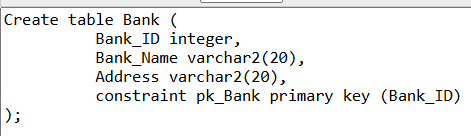 Create table Bank (
Bank_ID integer,
Bank_Name varchar2(20),
Address varchar2(20),
constraint pk_Bank primary key (Bank_ID)
);